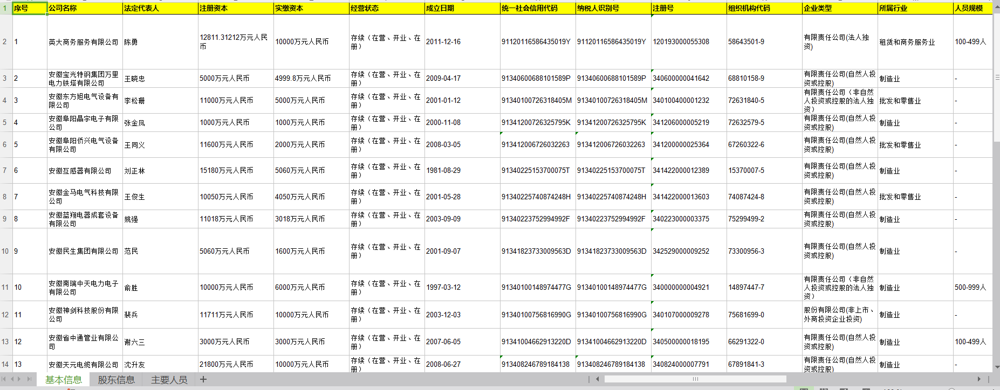 1 序号 公司名称 法定代表人 注册资本 实缴资本 经营状态 成立日期 统一社会信用代码 纳税人识别号 注册号 组织机构代码 企业类型 所属行业 人员规模
2 1 英大商务服务有限公司 陈勇 12811.31212万元人民币 10000万元人民币 存续（在营、开业、在册） 2011-12-16 91120116586435019Y 91120116586435019Y 120193000055308 58643501-9 有限责任公司(法人独资) 租赁和商务服务业 100-499人
3 2 安徽宝光特钢集团万里电力铁塔有限公司 王晓忠 5000万元人民币 4999.8万元人民币 存续（在营、开业、在册） 2009-04-17 91340600688101589P 91340600688101589P 340600000041642 68810158-9 有限责任公司(自然人投资或控股) 制造业 -
4 3 安徽东方旭电气设备有限公司 李松珊 11000万元人民币 5000万元人民币 存续（在营、开业、在册） 2001-01-12 91340100726318405M 91340100726318405M 340100400001232 72631840-5 有限责任公司（非自然人投资或控股的法人独资） 批发和零售业 -
5 4 安徽阜阳晶宇电子有限公司 张金凤 1000万元人民币 1000万元人民币 存续（在营、开业、在册） 2000-11-08 91341200726325795K 91341200726325795K 341206000005219 72632579-5 有限责任公司(自然人投资或控股) 制造业 -
6 5 安徽阜阳侨兴电气设备有限公司 王同义 11600万元人民币 2000万元人民币 存续（在营、开业、在册） 2008-03-05 913412006726032263 913412006726032263 341200000025364 67260322-6 有限责任公司(自然人投资或控股) 批发和零售业 -
7 6 安徽互感器有限公司 刘正林 15180万元人民币 5060万元人民币 存续（在营、开业、在册） 1981-08-29 91340225153700075T 91340225153700075T 341422000012389 15370007-5 有限责任公司(自然人投资或控股) 制造业 -
8 7 安徽金马电气科技有限公司 王俊生 10050万元人民币 4050万元人民币 存续（在营、开业、在册） 2001-05-28 91340225740874248H 91340225740874248H 341422000013603 74087424-8 有限责任公司(自然人投资或控股) 批发和零售业 -
9 8 安徽蓝翔电器成套设备有限公司 姚强 11018万元人民币 3018万元人民币 存续（在营、开业、在册） 2003-09-09 91340223752994992F 91340223752994992F 340223000003375 75299499-2 有限责任公司(自然人投资或控股) 制造业 -
10 9 安徽民生集团有限公司 范民 5060万元人民币 1600万元人民币 存续（在营、开业、在册） 2001-09-07 91341823733009563D 91341823733009563D 342529000009252 73300956-3 有限责任公司(自然人投资或控股) 制造业 -
11 10 安徽南瑞中天电力电子有限公司 俞胜 10000万元人民币 6000万元人民币 存续（在营、开业、在册） 1997-03-12 91340100148974477G 91340100148974477G 340000000004921 14897447-7 有限责任公司（非自然人投资或控股的法人独资） 制造业 500-999人
12 11 安徽神剑科技股份有限公司 裴兵 11711万元人民币 10000万元人民币 存续（在营、开业、在册） 2003-12-03 91340100756816990G 91340100756816990G 340107000009278 75681699-0 股份有限公司(非上市、外商投资企业投资) 制造业 -
13 12 安徽省中通管业有限公司 谢六三 3000万元人民币 3000万元人民币 存续（在营、开业、在册） 2007-06-05 91341004662913220D 91341004662913220D 340500000018195 66291322-0 有限责任公司(自然人投资或控股) 制造业 100-499人
14 13 安徽天元电缆有限公司 沈升友 21800万元人民币 10000万元人民币 存续（在营、开业、在册） 2008-06-27 913408246789184138 913408246789184138 340824000007791 67891841-3 有限责任公司(自然人投资或控股) 制造业 -
基本信息 股东信息 主要人员 +